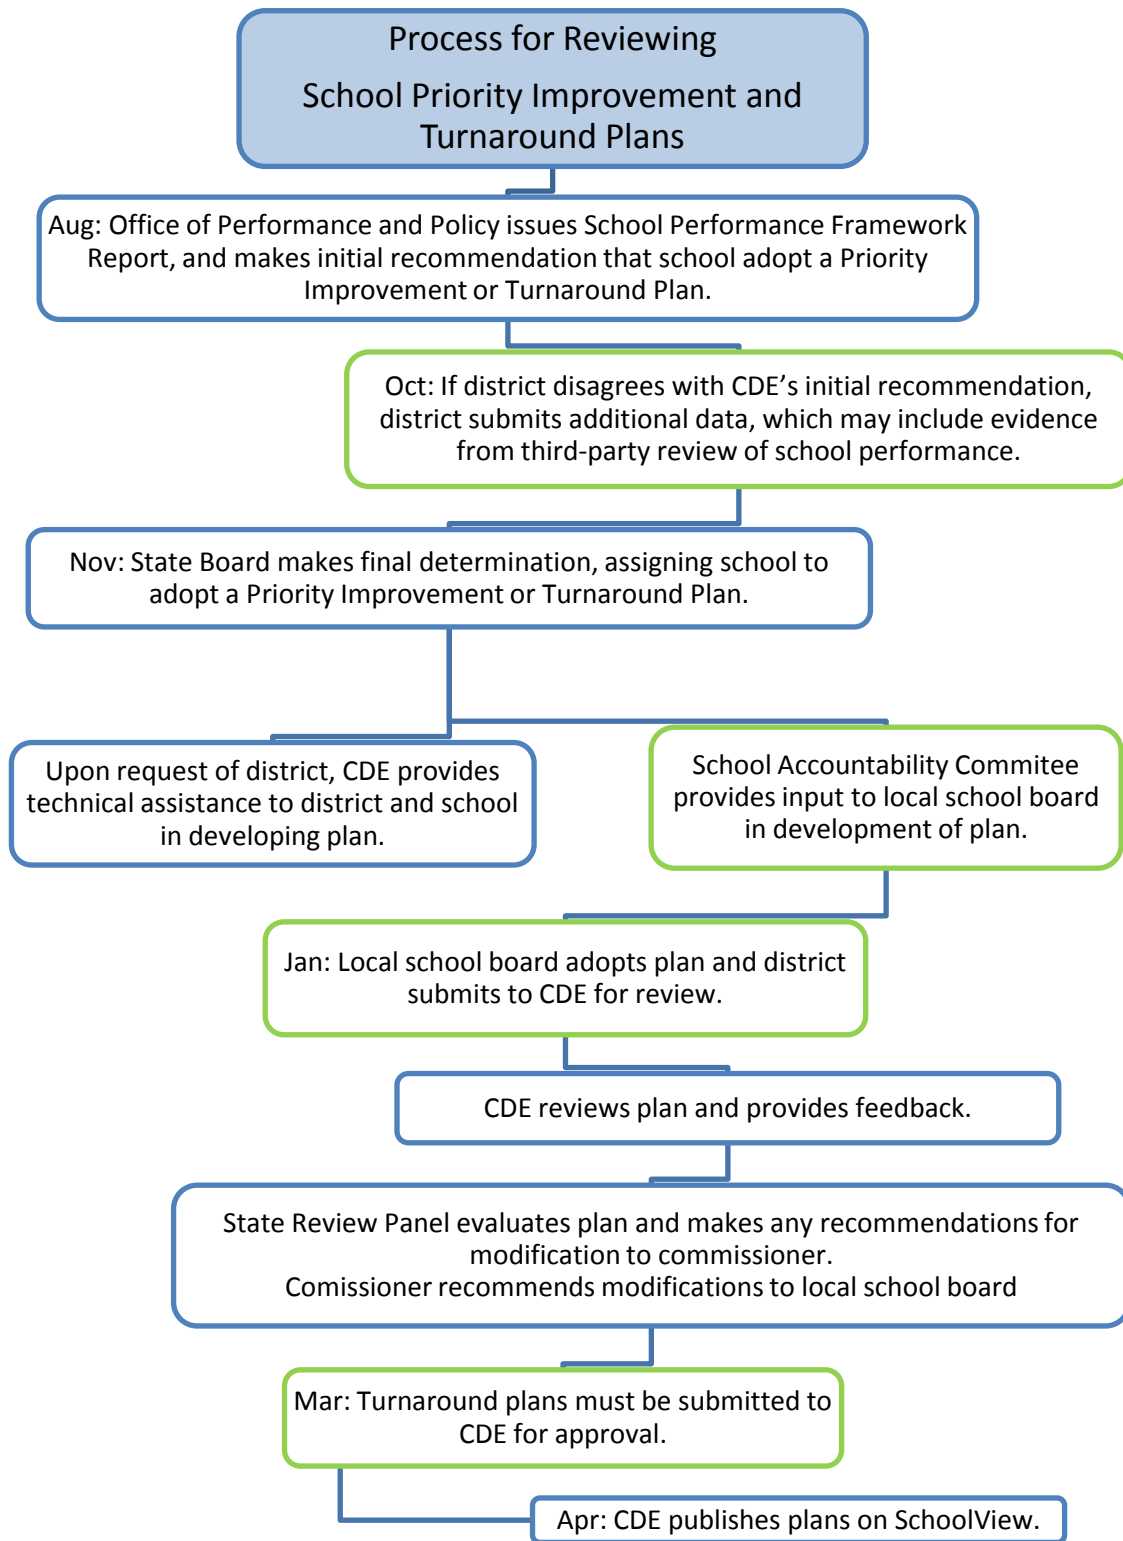 Process for Reviewing
School Priority Improvement and
Turnaround Plans
Aug: Office of Performance and Policy issues School Performance Framework
Report, and makes initial recommendation that school adopt a Priority
Improvement or Turnaround Plan.
Oct: If district disagrees with CDE’s initial recommendation,
district submits additional data, which may include evidence
from third-party review of school performance.
Nov: State Board makes final determination, assigning school to
adopt a Priority Improvement or Turnaround Plan.
Upon request of district, CDE provides
technical assistance to district and school
in developing plan.
School Accountability Commitee
provides input to local school board
in development of plan.
Jan: Local school board adopts plan and district
submits to CDE for review.
CDE reviews plan and provides feedback.
State Review Panel evaluates plan and makes any recommendations for
modification to commissioner.
Comissioner recommends modifications to local school board
Mar: Turnaround plans must be submitted to
CDE for approval.
Apr: CDE publishes plans on SchoolView.